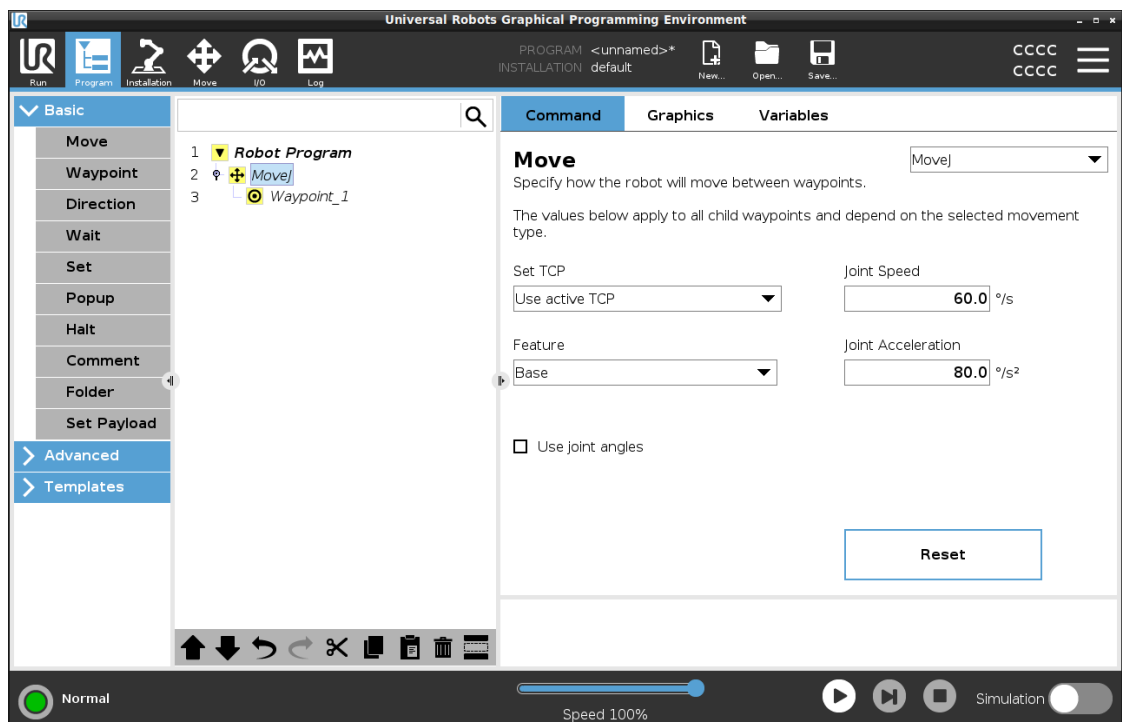 Universal Robots Graphical Programming Environment
UR
Run
Program
Installation
Move
I/O
Log
PROGRAM <unnamed>*
INSTALLATION default
New...
Open...
Save...
CCCC
CCCC
Basic
Move
Waypoint
Direction
Wait
Set
Popup
Halt
Comment
Folder
Set Payload
Advanced
Templates
1 Robot Program
2 MoveJ
3 Waypoint_1
Command Graphics Variables
Move
MoveJ
Specify how the robot will move between waypoints.
The values below apply to all child waypoints and depend on the selected movement
type.
Set TCP
Joint Speed
Use active TCP
60.0 °/s
Feature
Joint Acceleration
Base
80.0 °/s²
Use joint angles
Reset
Normal
Speed 100%
Simulation